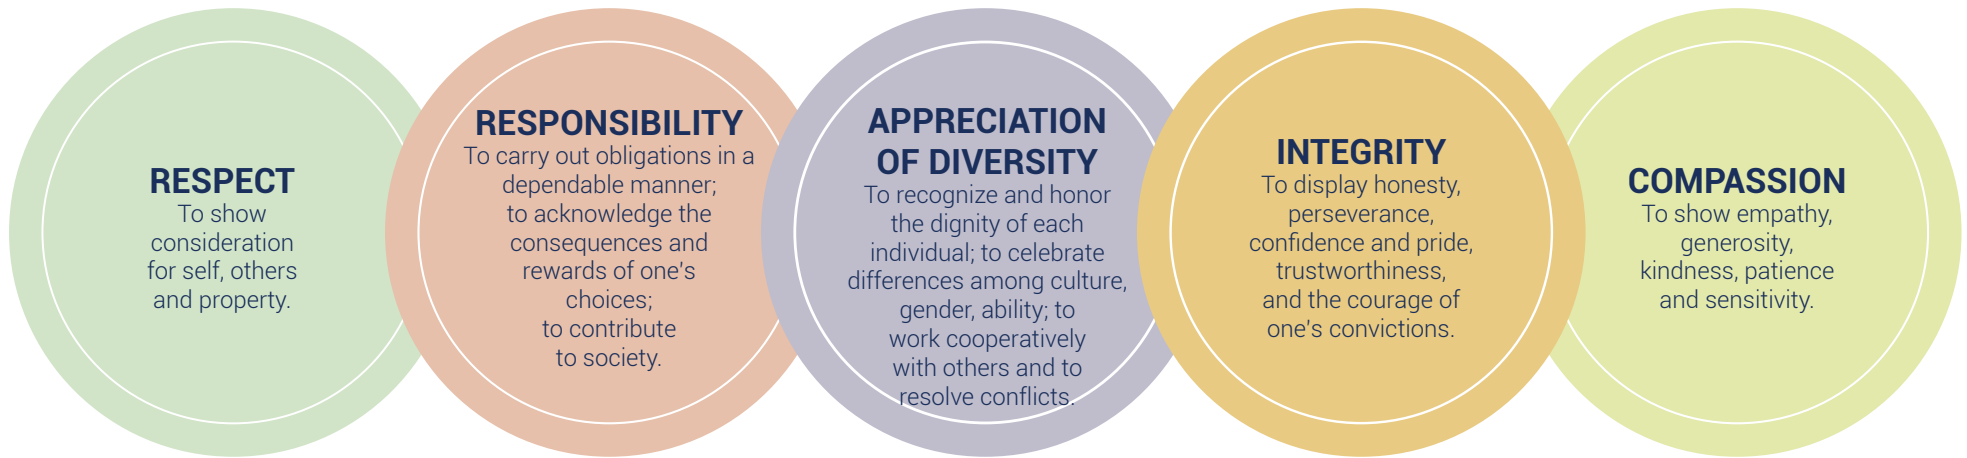 RESPECT
To show
consideration
for self, others
and property.
RESPONSIBILITY
To carry out obligations in a
dependable manner;
to acknowledge the
consequences and
rewards of one's
choices;
to contribute
to society.
APPRECIATION
OF DIVERSITY
To recognize and honor
the dignity of each
individual; to celebrate
differences among culture,
gender, ability; to
work cooperatively
with others and to
resolve conflicts.
INTEGRITY
To display honesty,
perseverance,
confidence and pride,
trustworthiness,
and the courage of
one's convictions.
COMPASSION
To show empathy,
generosity,
kindness, patience
and sensitivity.